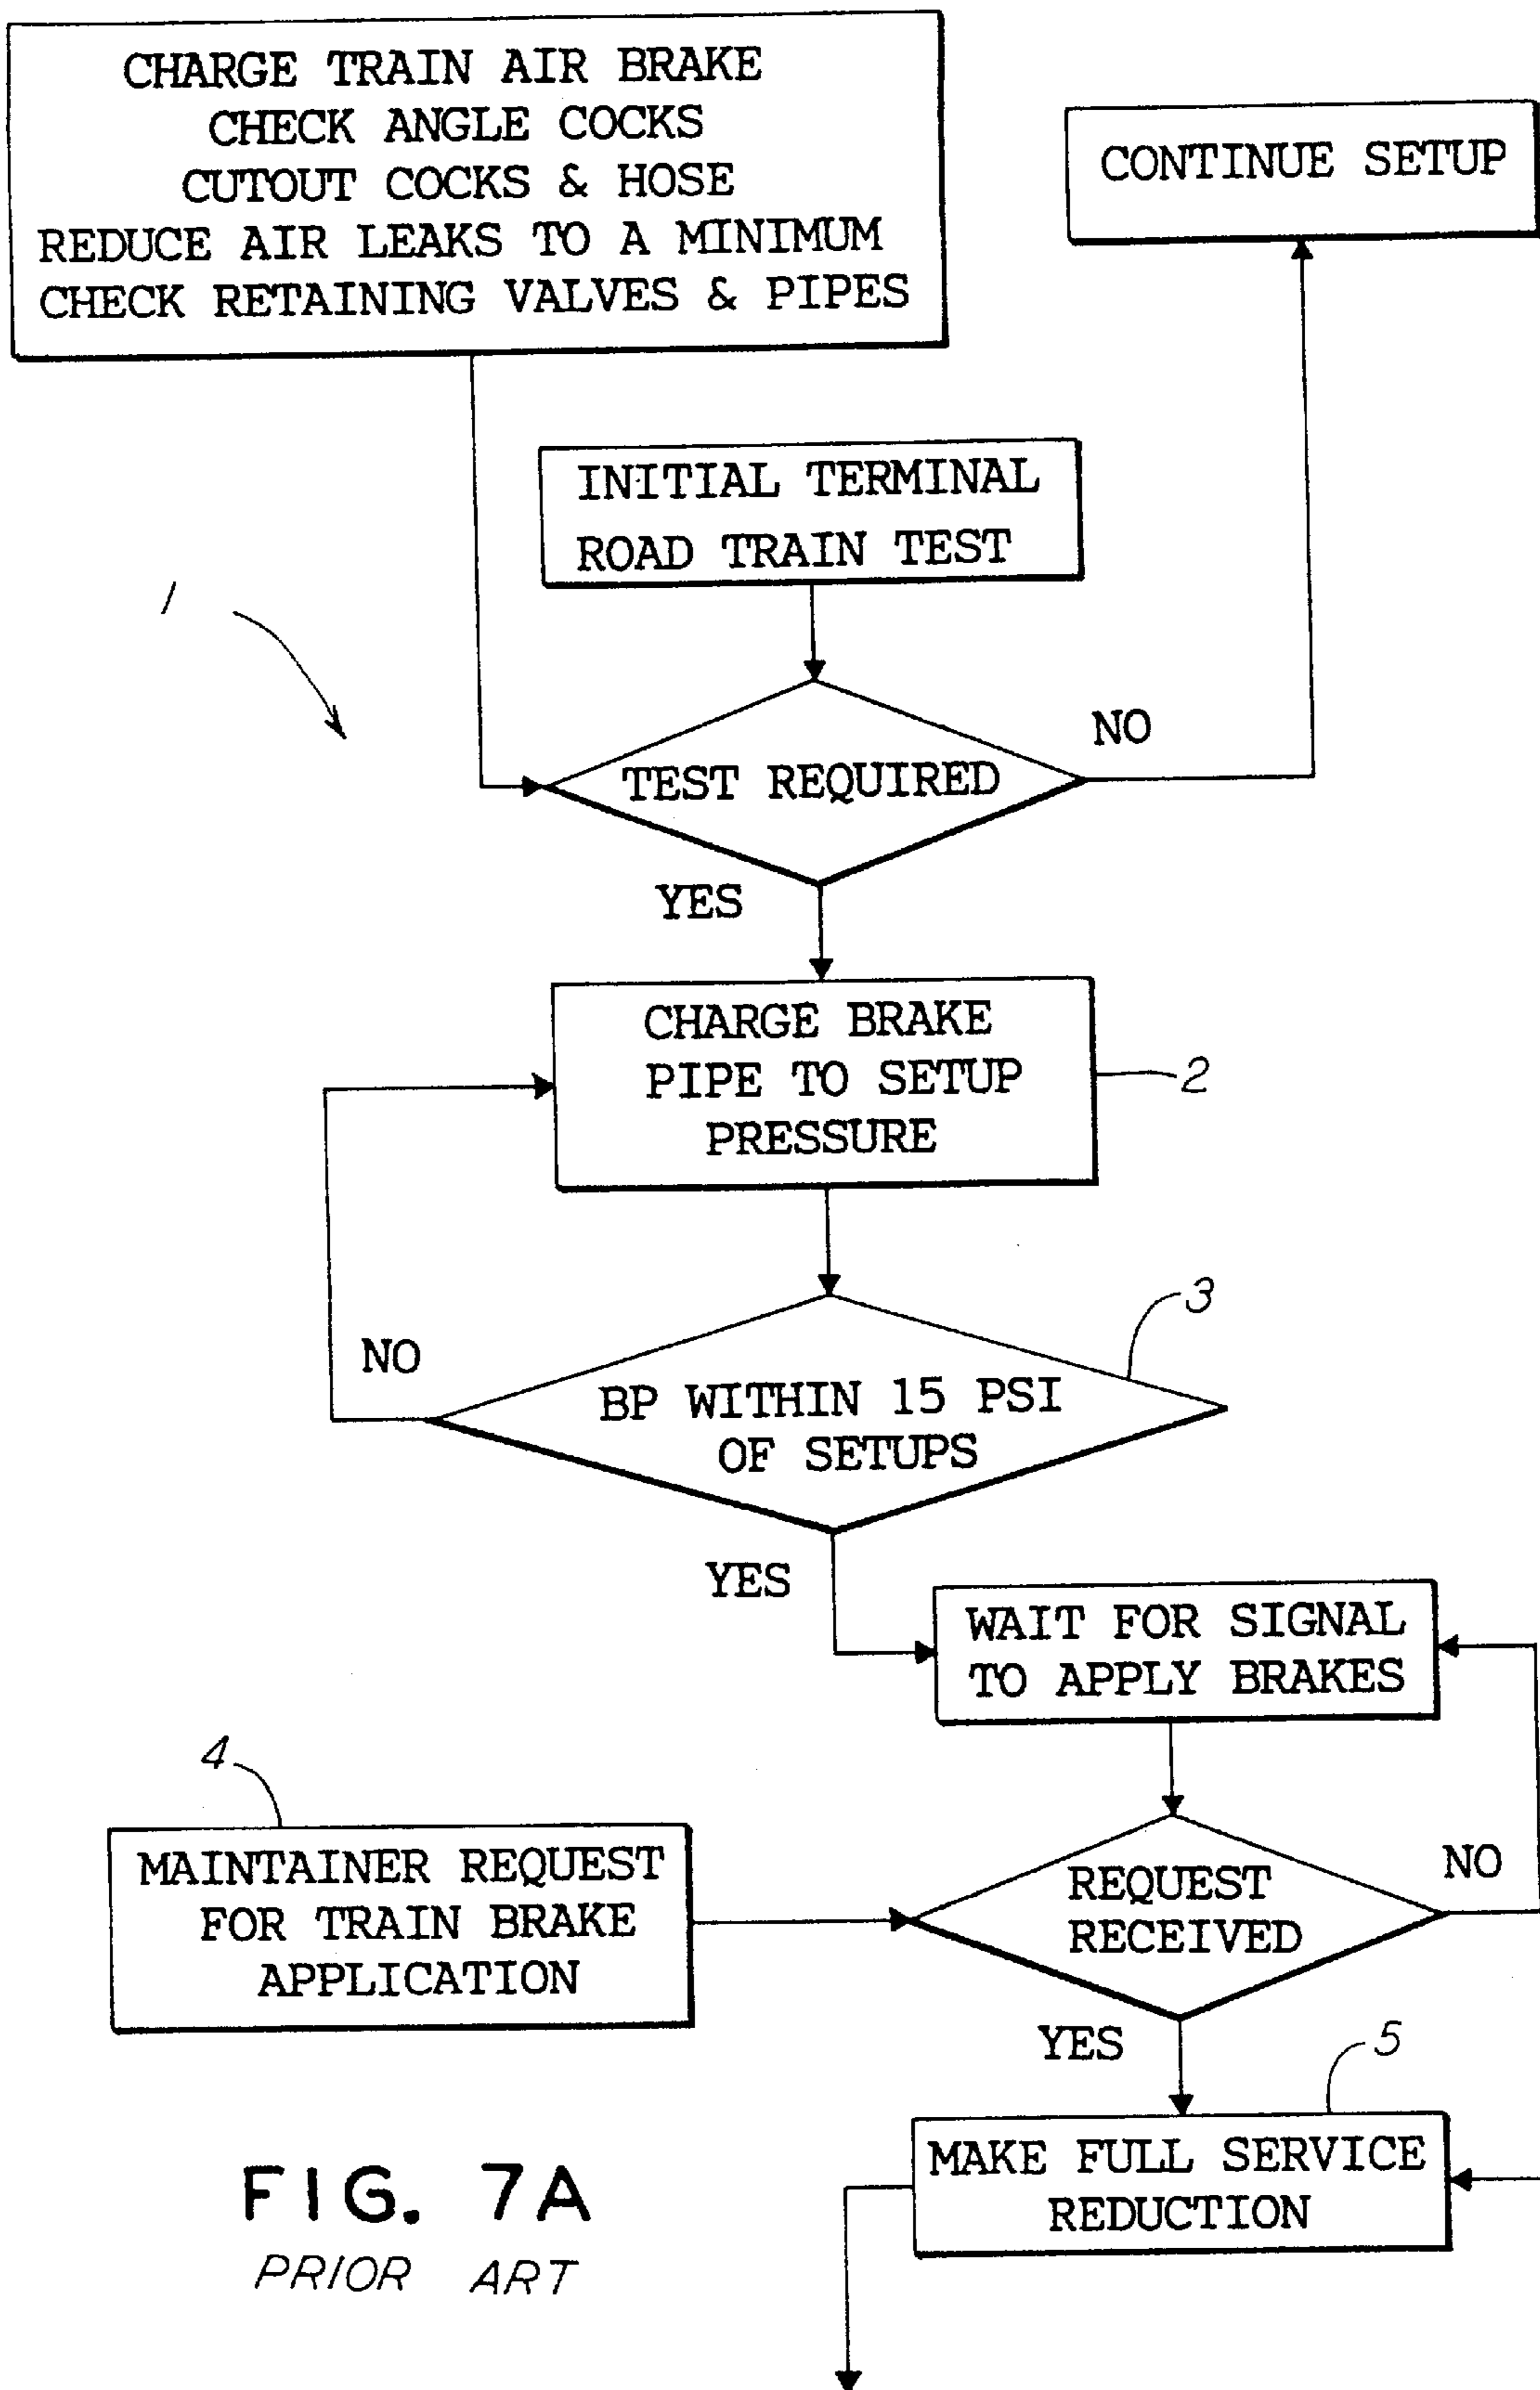 CHARGE TRAIN AIR BRAKE
CHECK ANGLE COCKS
CUTOUT COCKS & HOSE
REDUCE AIR LEAKS TO A MINIMUM
CHECK RETAINING VALVES & PIPES
CONTINUE SETUP
INITIAL TERMINAL
ROAD TRAIN TEST
1
TEST REQUIRED
NO
YES
CHARGE BRAKE
PIPE TO SETUP
PRESSURE
2
3
NO
BP WITHIN 15 PSI
OF SETUPS
YES
WAIT FOR SIGNAL
TO APPLY BRAKES
4
MAINTAINER REQUEST
FOR TRAIN BRAKE
APPLICATION
REQUEST
RECEIVED
NO
YES
5
MAKE FULL SERVICE
REDUCTION
FIG. 7A
PRIOR ART